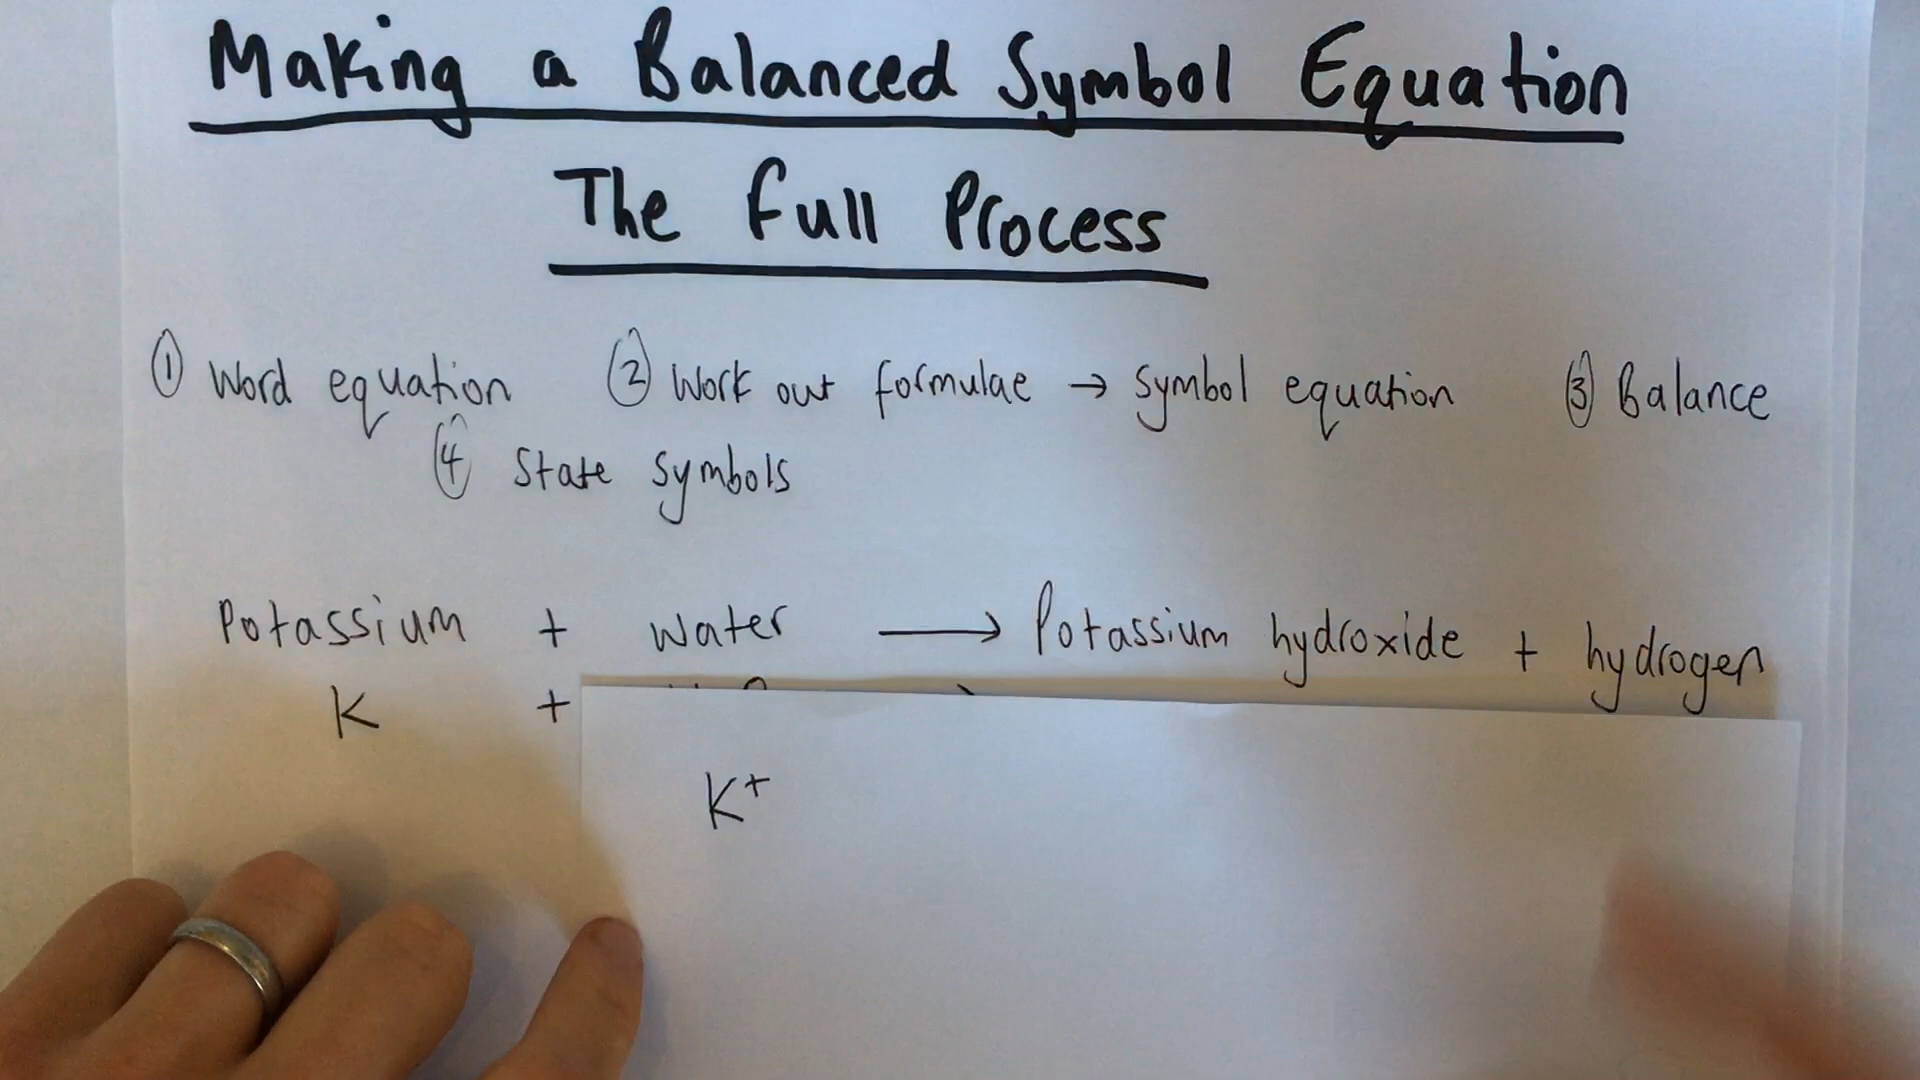 Making a Balanced Symbol Equation
The Full Process
① Word equation ② Work out formulae → Symbol equation ③ Balance
④ State symbols
Potassium + Water → Potassium hydroxide + hydrogen
K +
K⁺